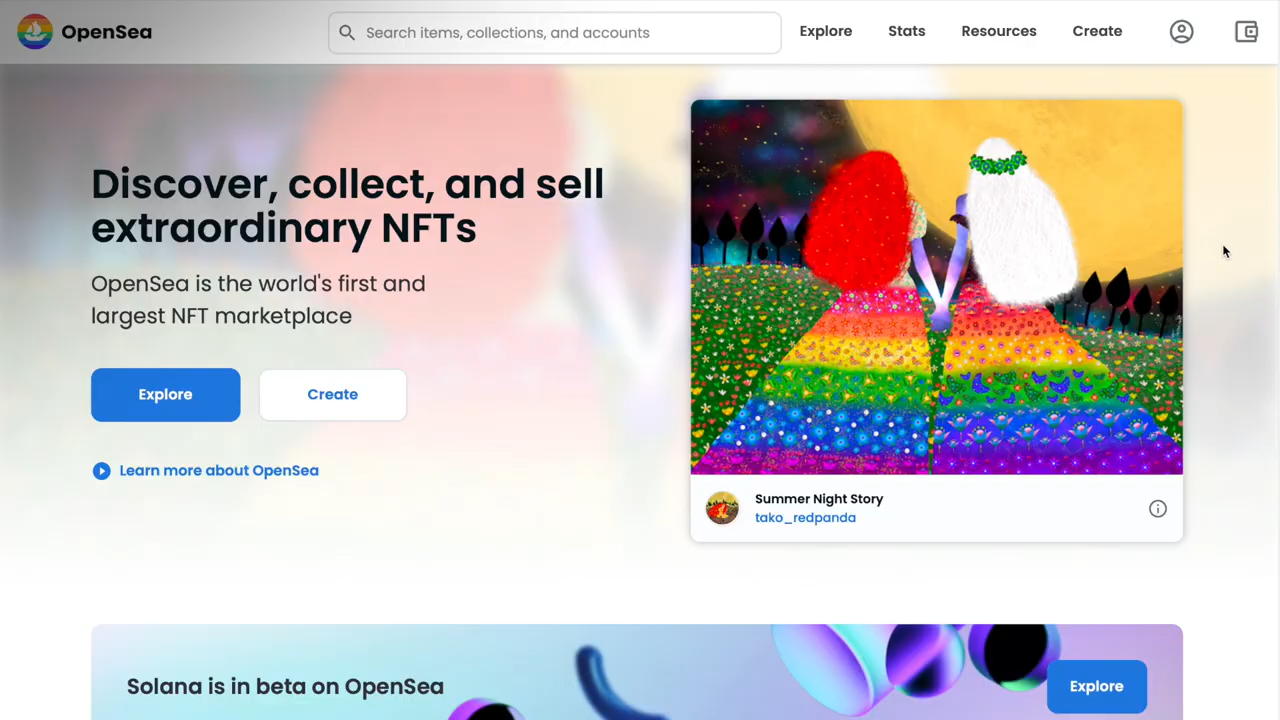 OpenSea
Search items, collections, and accounts
Explore
Stats
Resources
Create
Discover, collect, and sell
extraordinary NFTs
OpenSea is the world's first and
largest NFT marketplace
Explore
Create
Learn more about OpenSea
Summer Night Story
tako_redpanda
Solana is in beta on OpenSea
Explore